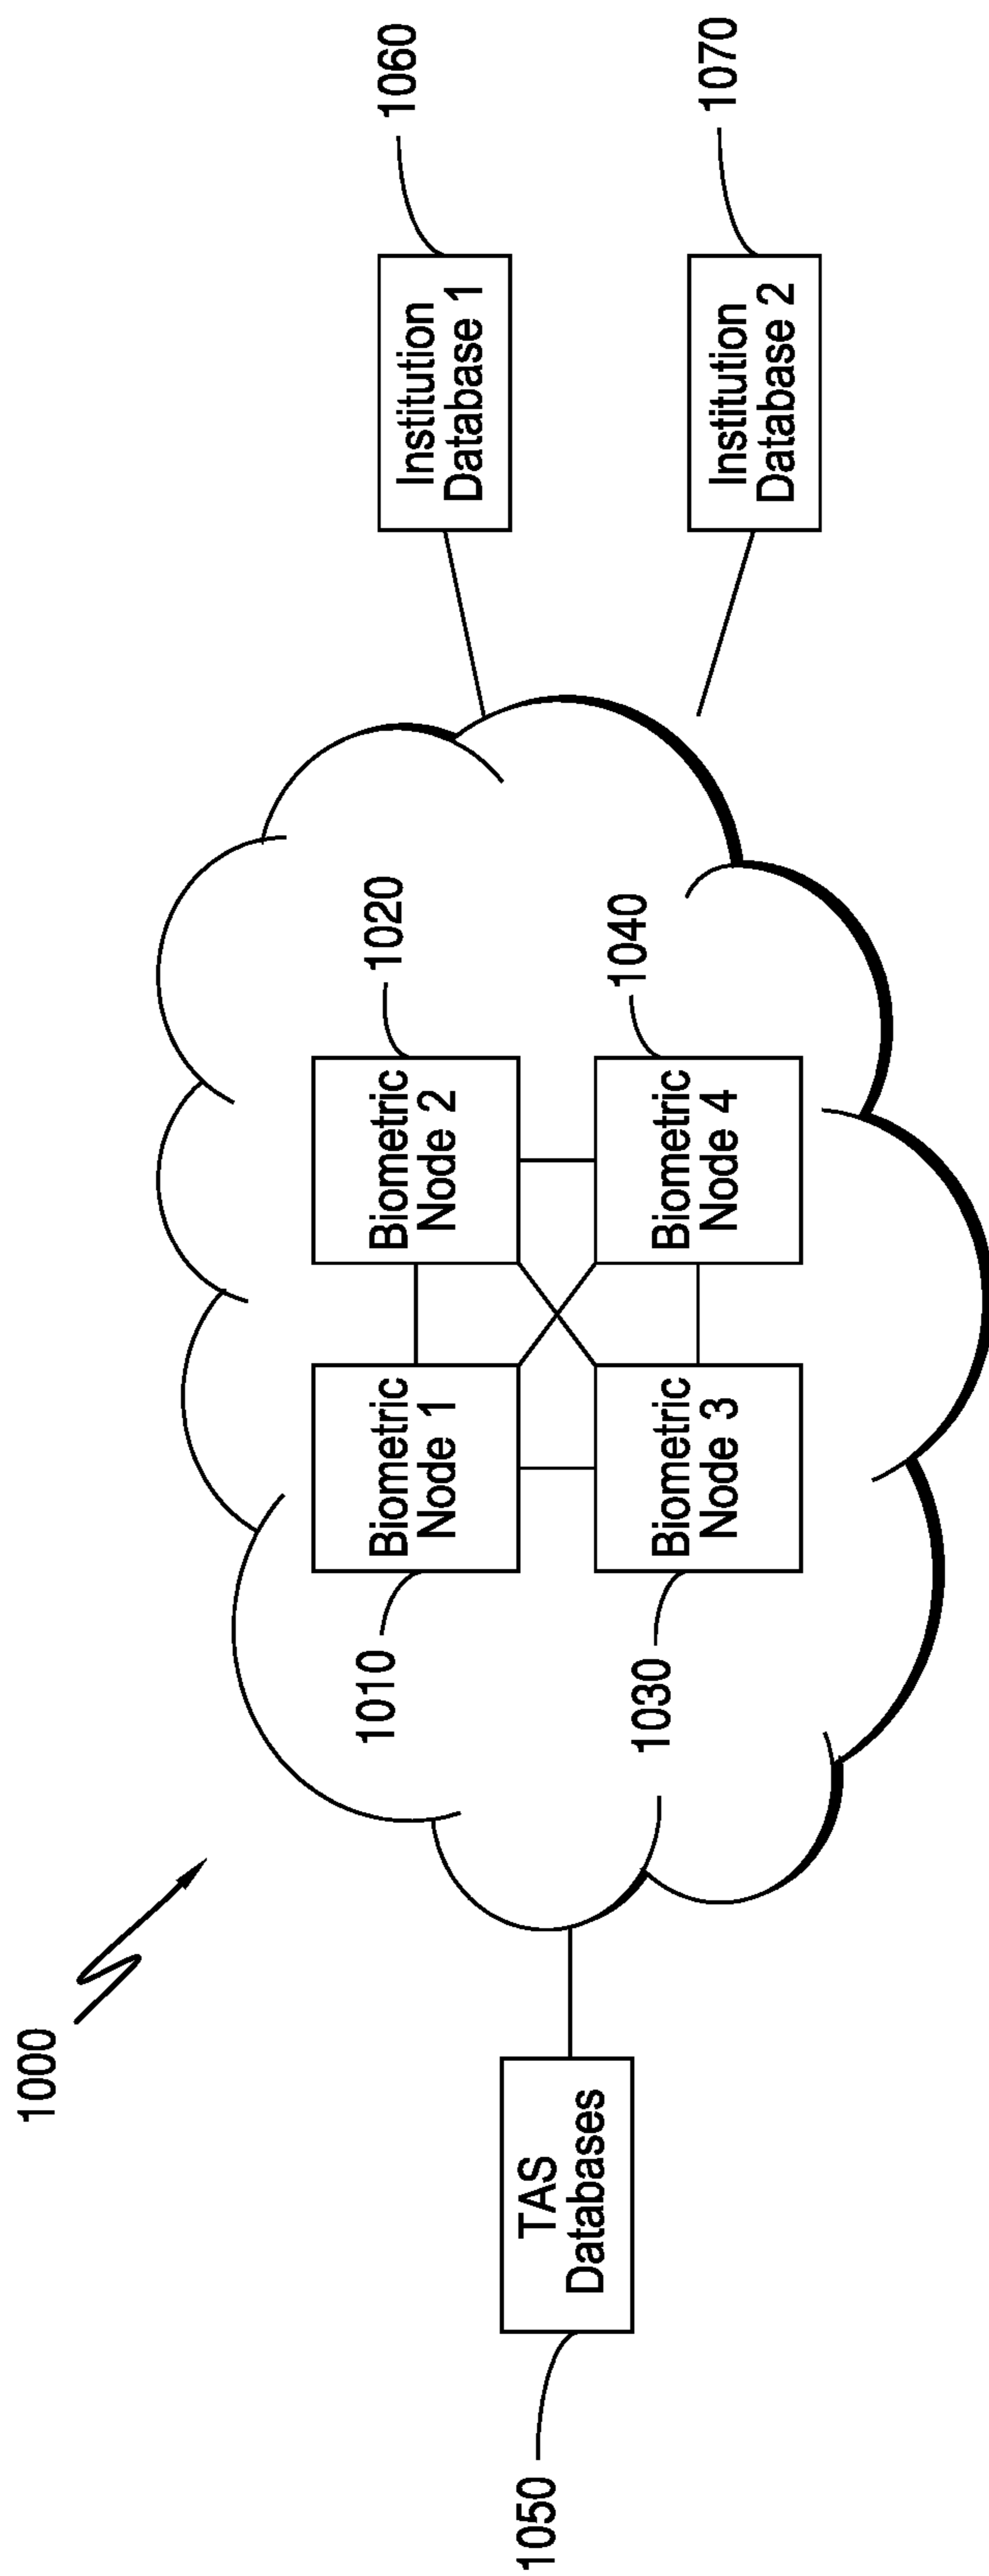 1000
1010
Biometric
Node 1
1020
Biometric
Node 2
1060
Institution
Database 1
1050
TAS
Databases
1030
Biometric
Node 3
1040
Biometric
Node 4
1070
Institution
Database 2